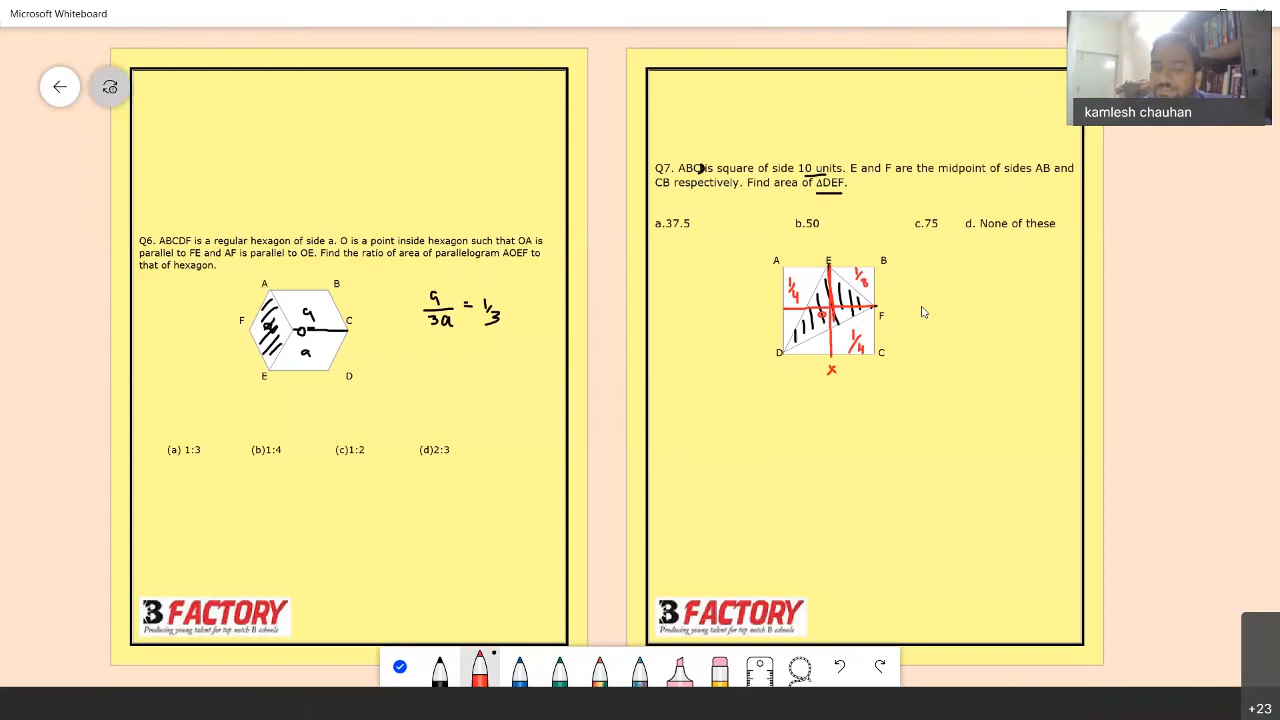 Microsoft Whiteboard
kamlesh chauhan
Q6. ABCDF is a regular hexagon of side a. O is a point inside hexagon such that OA is
parallel to FE and AF is parallel to OE. Find the ratio of area of parallelogram AOEF to
that of hexagon.
A B
F O C
a
a
E D
a/3a = 1/3
(a) 1:3 (b)1:4 (c)1:2 (d)2:3
B FACTORY
Producing young talent for top notch B schools
Q7. ABCD is square of side 10 units. E and F are the midpoint of sides AB and
CB respectively. Find area of ΔDEF.
a.37.5 b.50 c.75 d. None of these
A E B
1/4 1/8
O F
1/4
D C
x
B FACTORY
Producing young talent for top notch B schools
+23